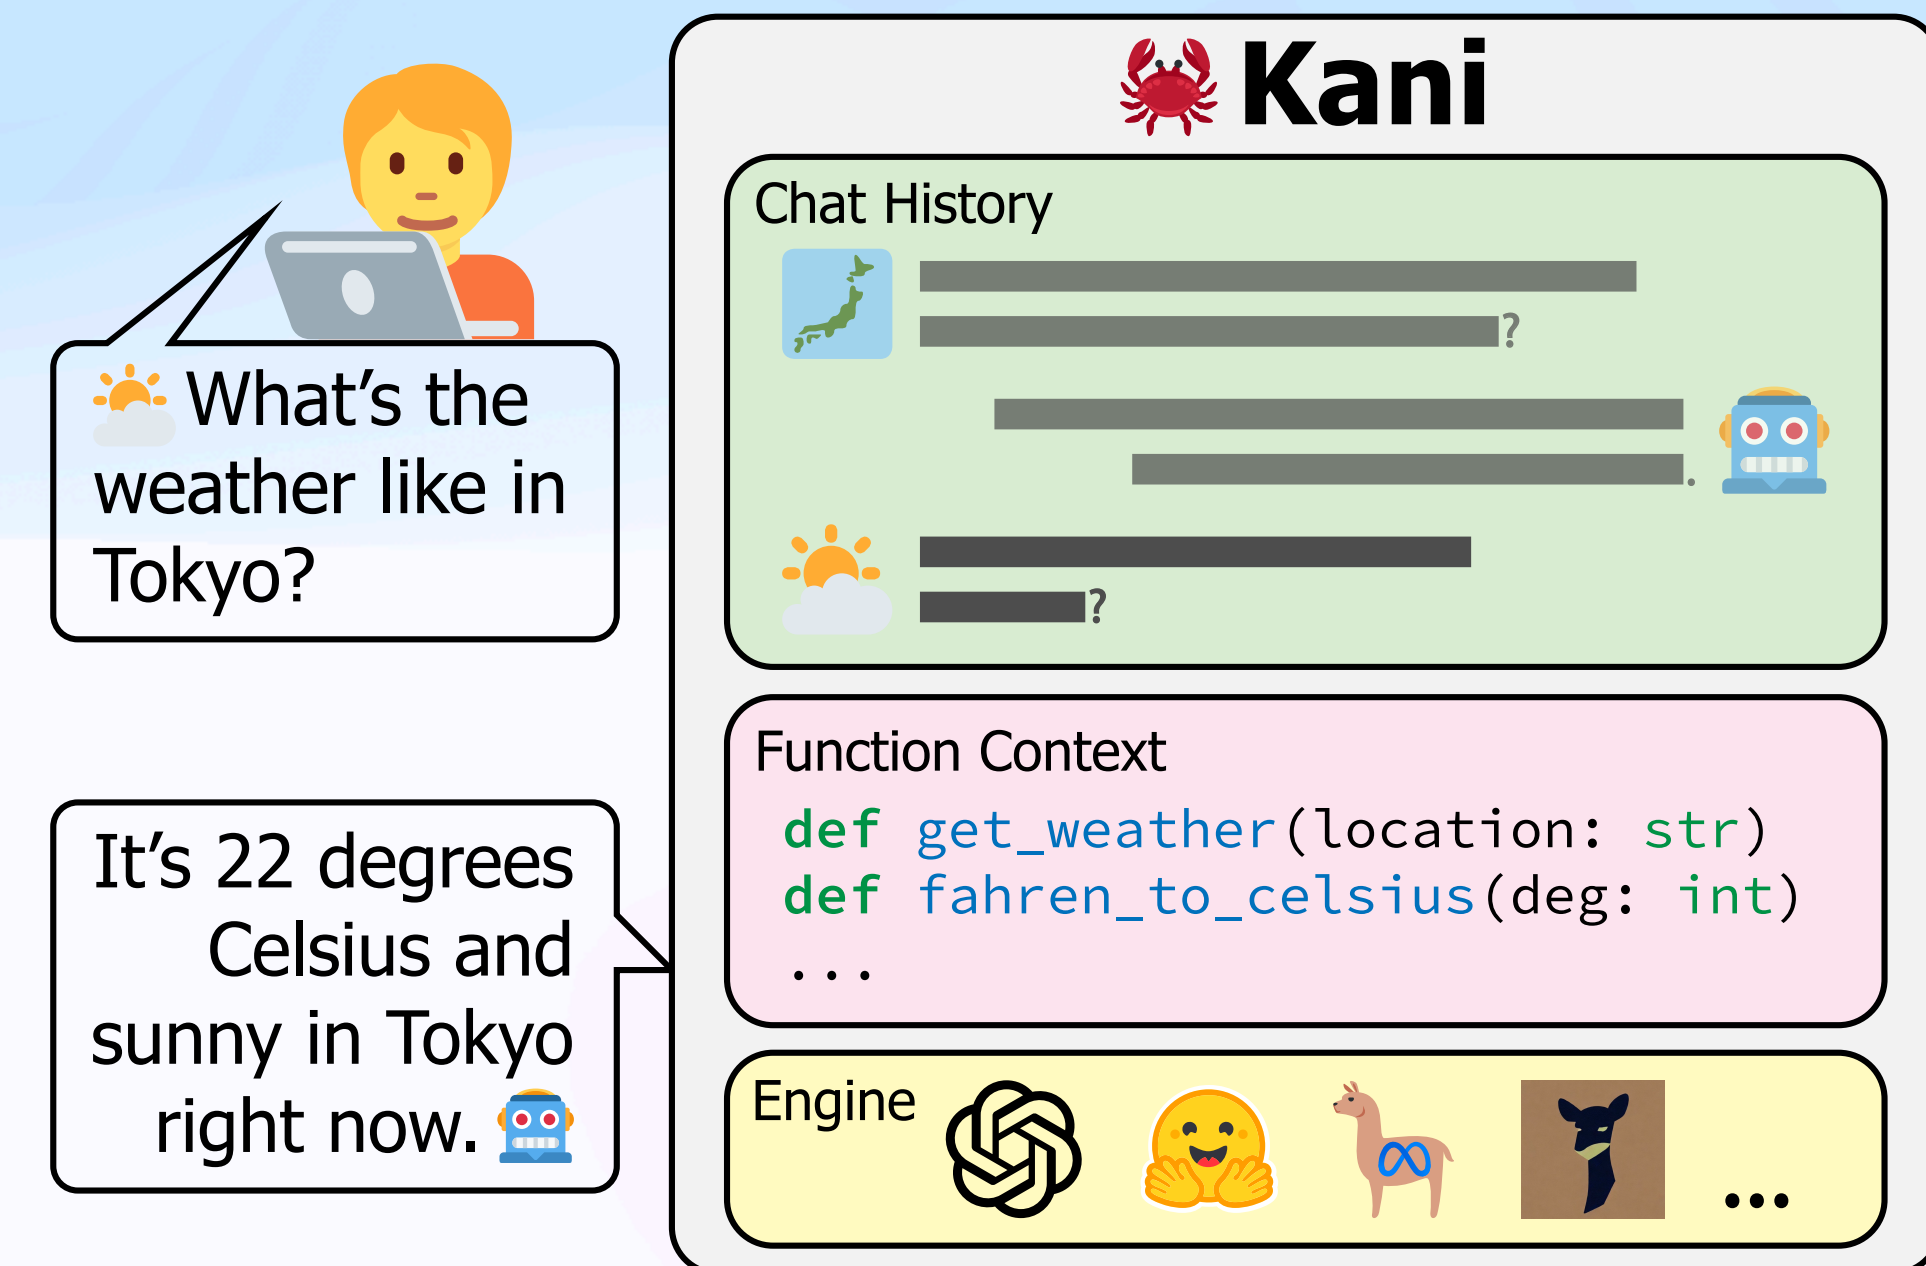 What’s the
weather like in
Tokyo?
It’s 22 degrees
Celsius and
sunny in Tokyo
right now.
Kani
Chat History
?
.
?
Function Context
def get_weather(location: str)
def fahren_to_celsius(deg: int)
...
Engine
...